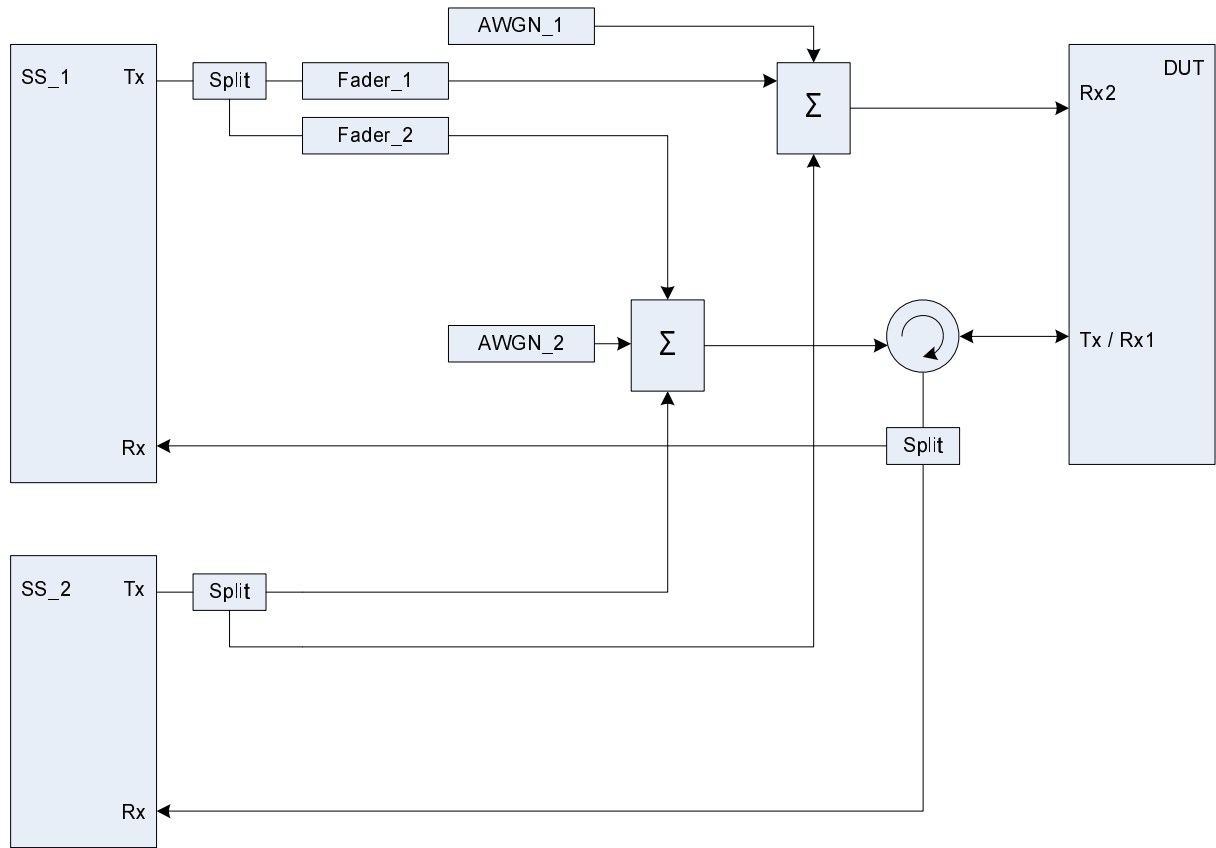 AWGN_1
SS_1 Tx
Split
Fader_1
Σ
DUT
Rx2
Fader_2
AWGN_2
Σ
Tx / Rx1
Rx
Split
SS_2 Tx
Split
Rx